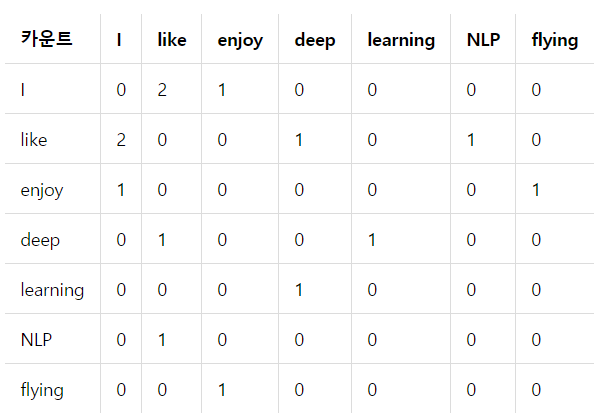 카운트 I like enjoy deep learning NLP flying
I 0 2 1 0 0 0 0
like 2 0 0 1 0 1 0
enjoy 1 0 0 0 0 0 1
deep 0 1 0 0 1 0 0
learning 0 0 0 1 0 0 0
NLP 0 1 0 0 0 0 0
flying 0 0 1 0 0 0 0